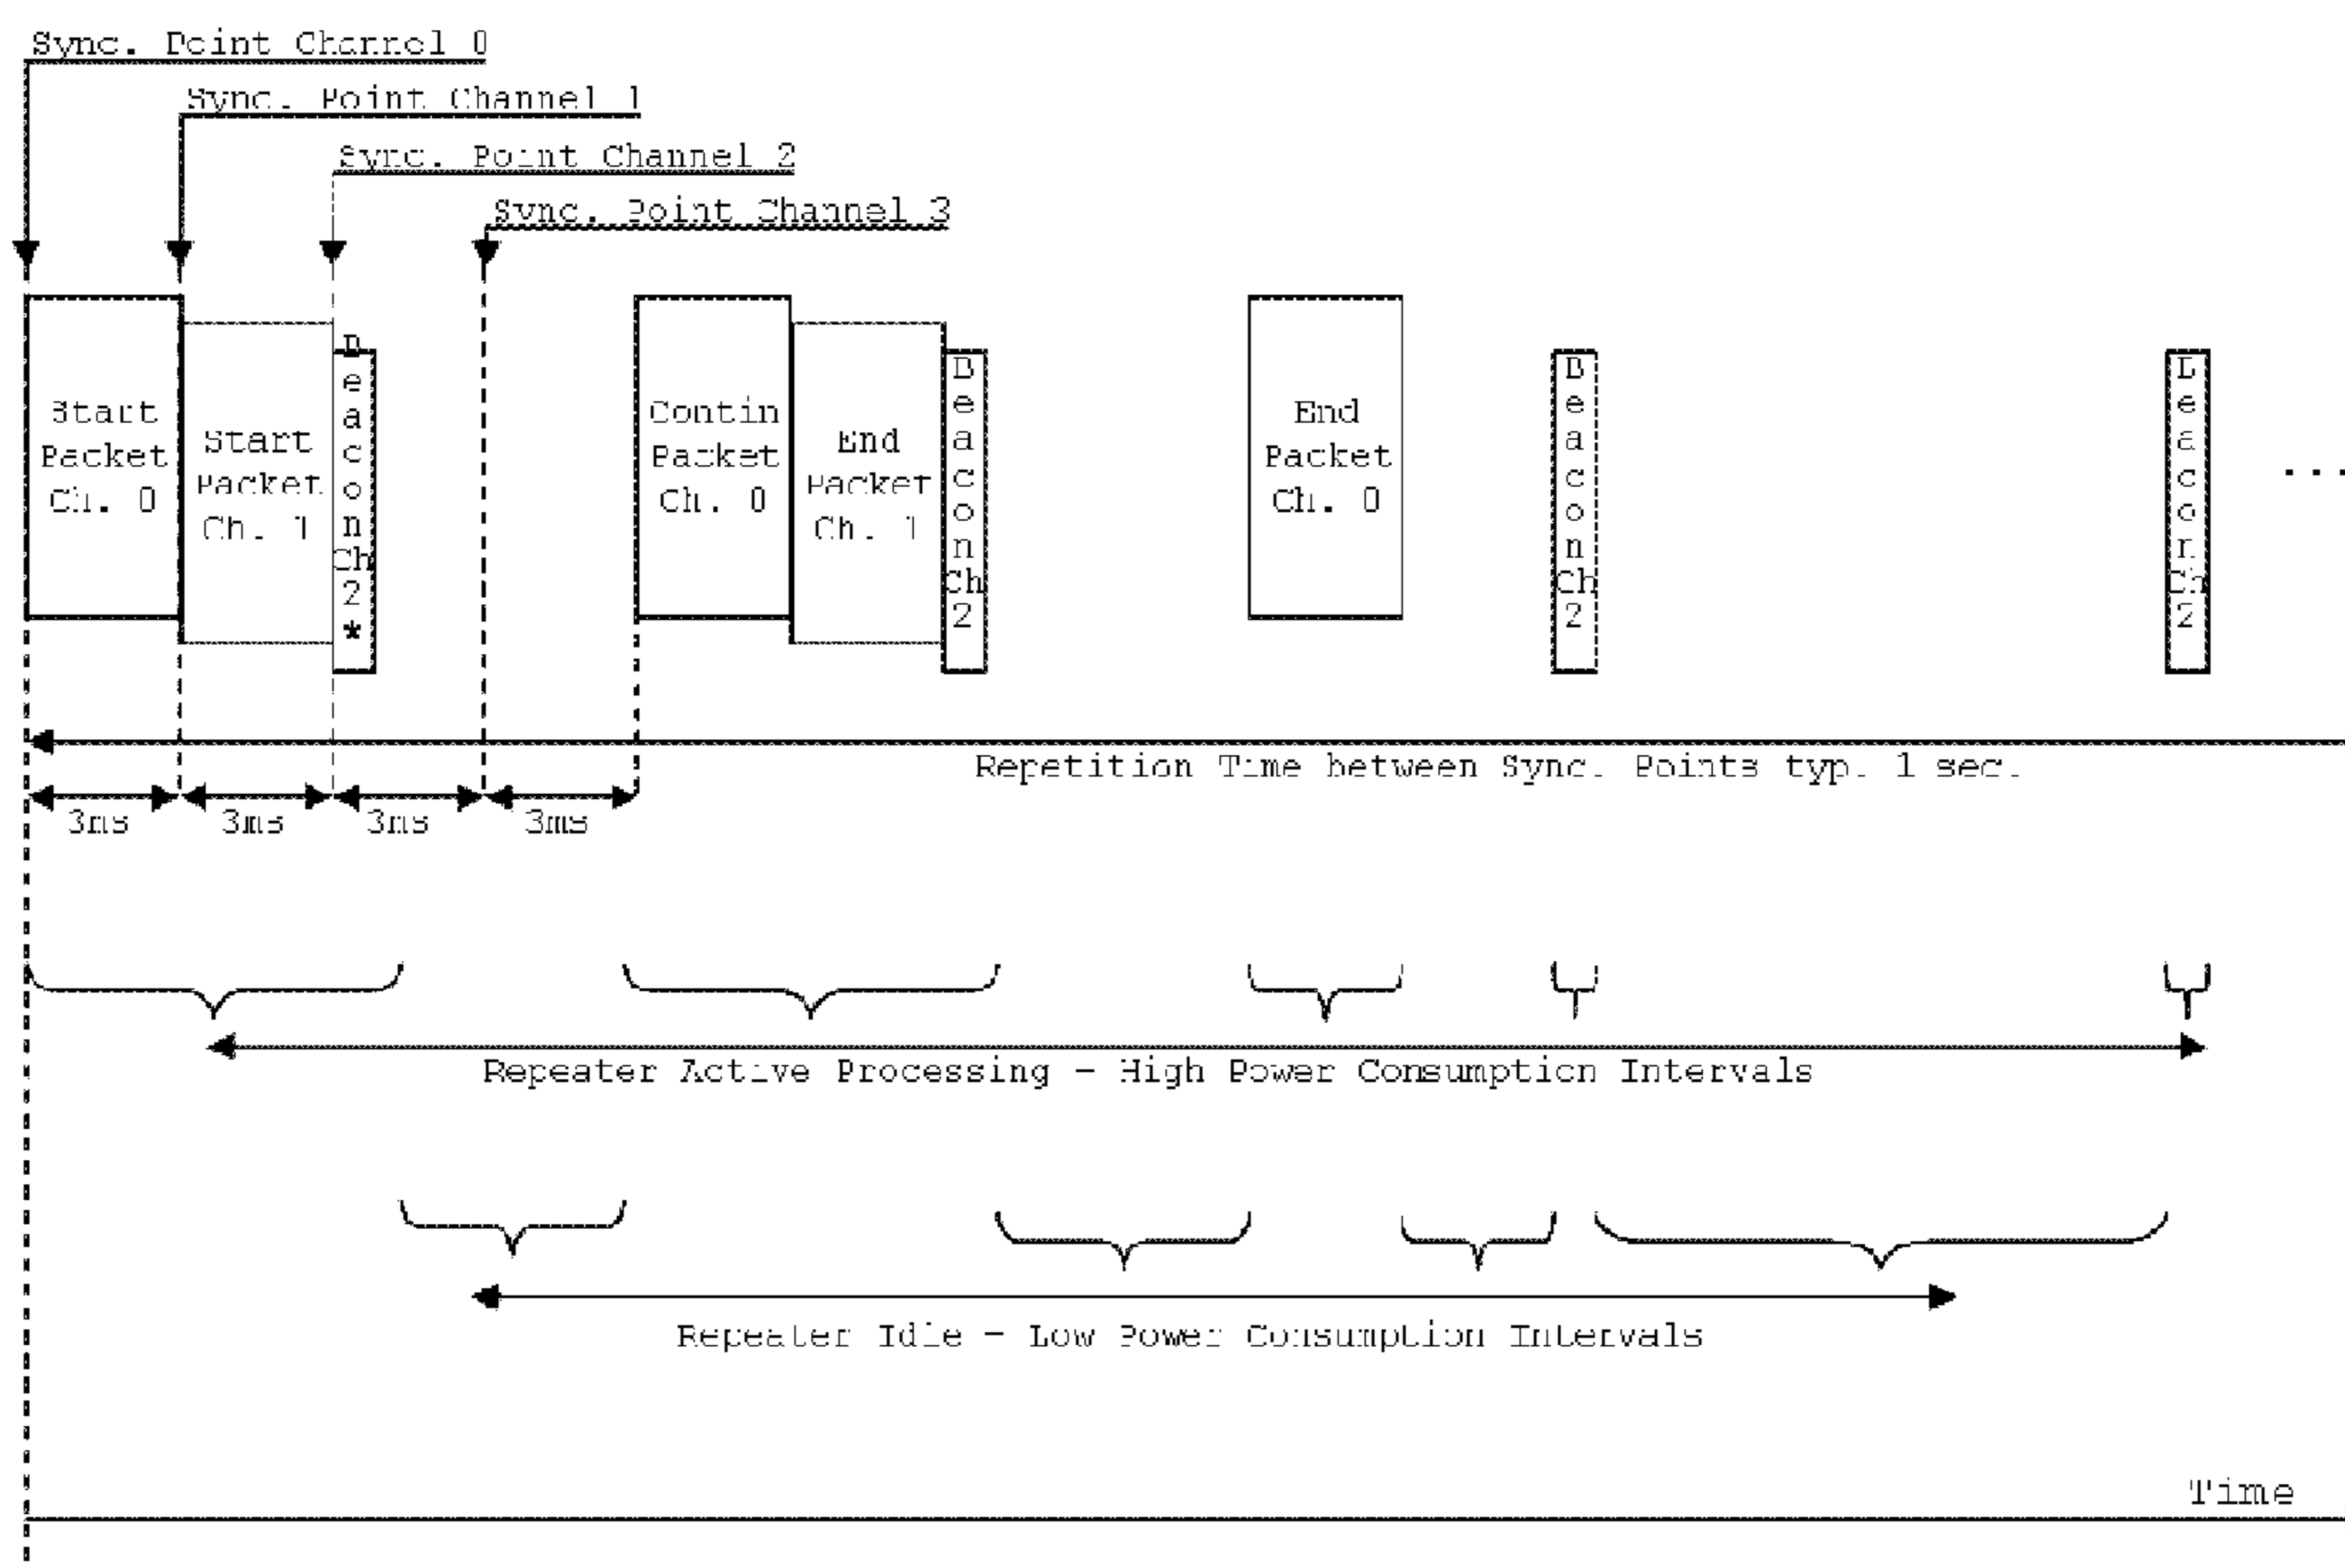 Sync. Point Channel 0
Sync. Point Channel 1
Sync. Point Channel 2
Sync. Point Channel 3
Start
Packet
Ch. 0
Start
Packet
Ch. 1
B
e
a
c
o
n
Ch
2
*
Contin
Packet
Ch. 0
End
Packet
Ch. 1
B
e
a
c
o
n
Ch
2
End
Packet
Ch. 0
B
e
a
c
o
n
Ch
2
B
e
a
c
o
n
Ch
2
...
Repetition Time between Sync. Points typ. 1 sec.
3ms
3ms
3ms
3ms
Repeater Active Processing - High Power Consumption Intervals
Repeater Idle - Low Power Consumption Intervals
Time